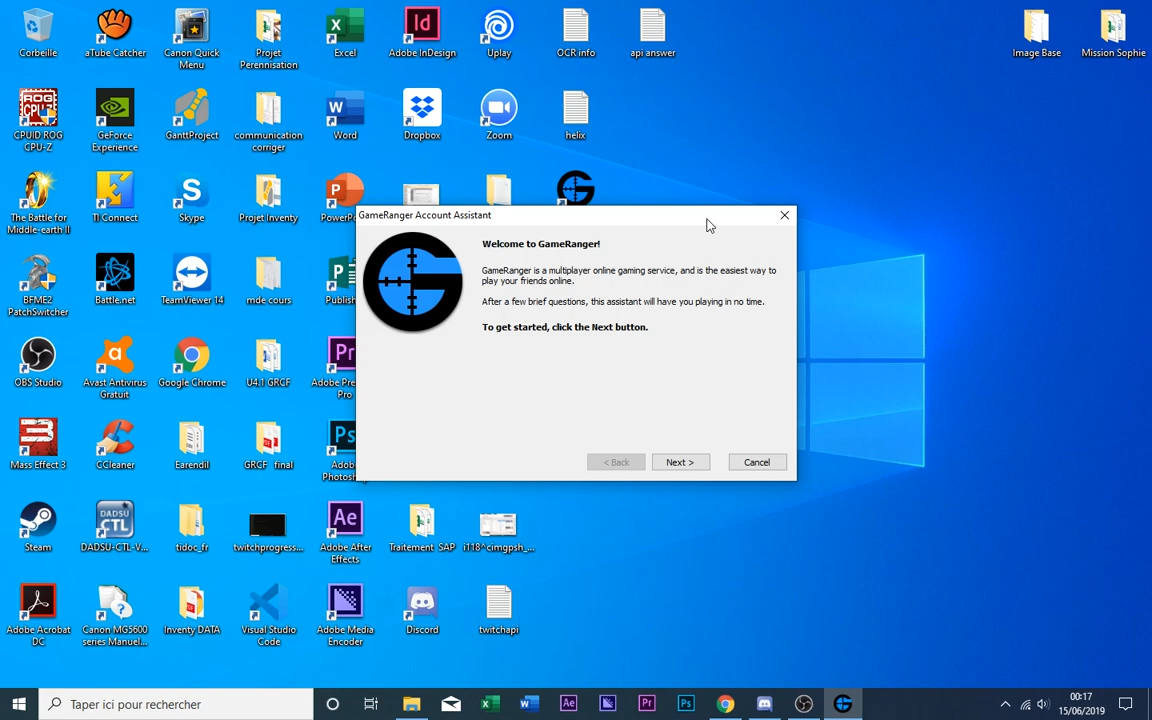 Corbeille
aTube Catcher
Canon Quick
Menu
Projet
Perennisation
Excel
Adobe InDesign
Uplay
OCR info
api answer
Image Base
Mission Sophie
CPUID ROG
CPU-Z
GeForce
Experience
GanttProject
communication
corriger
Word
Dropbox
Zoom
helix
The Battle for
Middle-earth II
TI Connect
Skype
Projet Inventy
PowerPo
BFME2
PatchSwitcher
Battle.net
TeamViewer 14
mde cours
Publish
GameRanger Account Assistant
Welcome to GameRanger!
GameRanger is a multiplayer online gaming service, and is the easiest way to
play your friends online.
After a few brief questions, this assistant will have you playing in no time.
To get started, click the Next button.
< Back
Next >
Cancel
OBS Studio
Avast Antivirus
Gratuit
Google Chrome
U4.1 GRCF
Adobe Pre
Pro
Mass Effect 3
CCleaner
Earendil
GRCF final
Adob
Photosh
Steam
DADSU-CTL-V...
tidoc_fr
twitchprogress...
Adobe After
Effects
Traitement SAP
i118^cimgpsh_...
Adobe Acrobat
DC
Canon MG5600
series Manuel...
Inventy DATA
Visual Studio
Code
Adobe Media
Encoder
Discord
twitchapi
Taper ici pour rechercher
00:17
15/06/2019